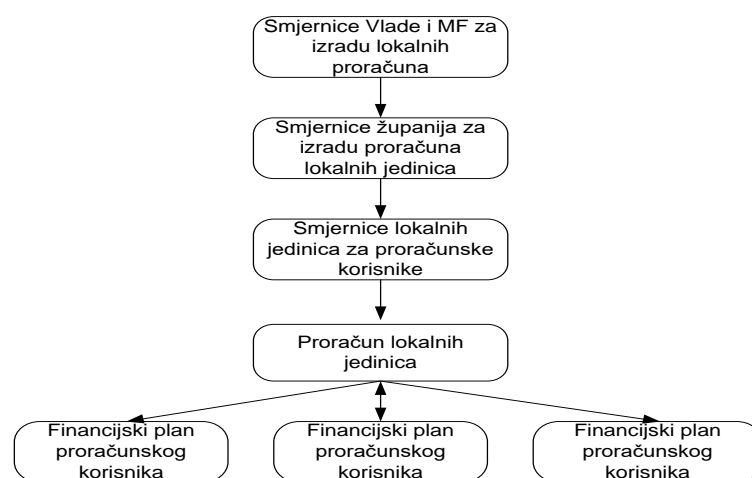 Smjernice Vlade i MF za
izradu lokalnih
proračuna
Smjernice županija za
izradu proračuna
lokalnih jedinica
Smjernice lokalnih
jedinica za proračunske
korisnike
Proračun lokalnih
jedinica
Financijski plan
proračunskog
korisnika
Financijski plan
proračunskog
korisnika
Financijski plan
proračunskog
korisnika